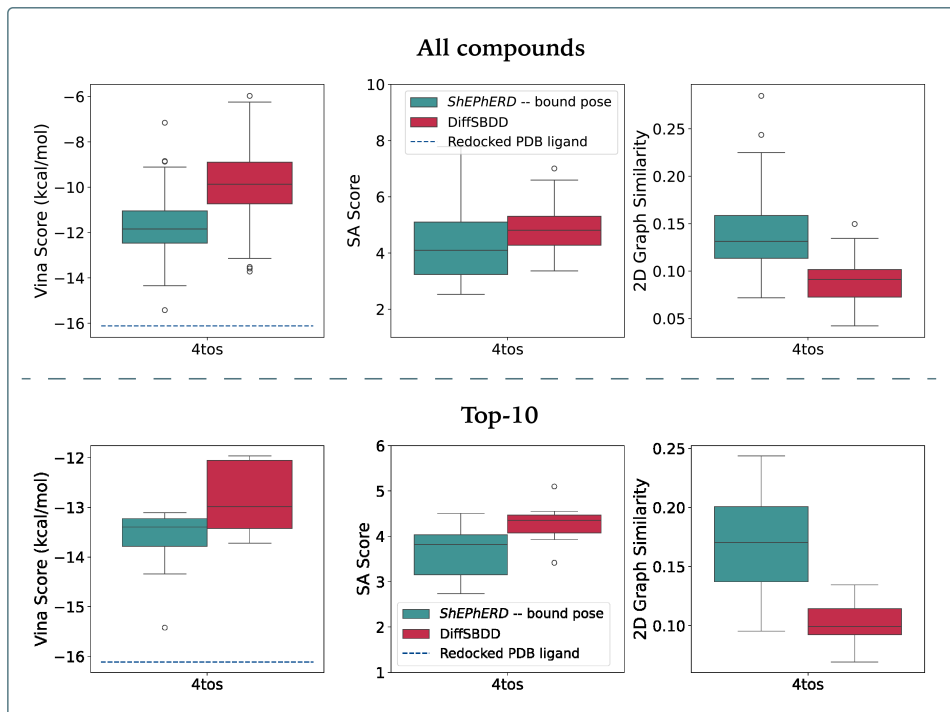 All compounds
Vina Score (kcal/mol)
−6
−8
−10
−12
−14
−16
4tos
SA Score
10
8
6
4
2
ShEPhERD -- bound pose
DiffSBDD
Redocked PDB ligand
4tos
2D Graph Similarity
0.25
0.20
0.15
0.10
0.05
4tos
Top-10
Vina Score (kcal/mol)
−12
−13
−14
−15
−16
4tos
SA Score
6
5
4
3
2
1
ShEPhERD -- bound pose
DiffSBDD
Redocked PDB ligand
4tos
2D Graph Similarity
0.25
0.20
0.15
0.10
4tos